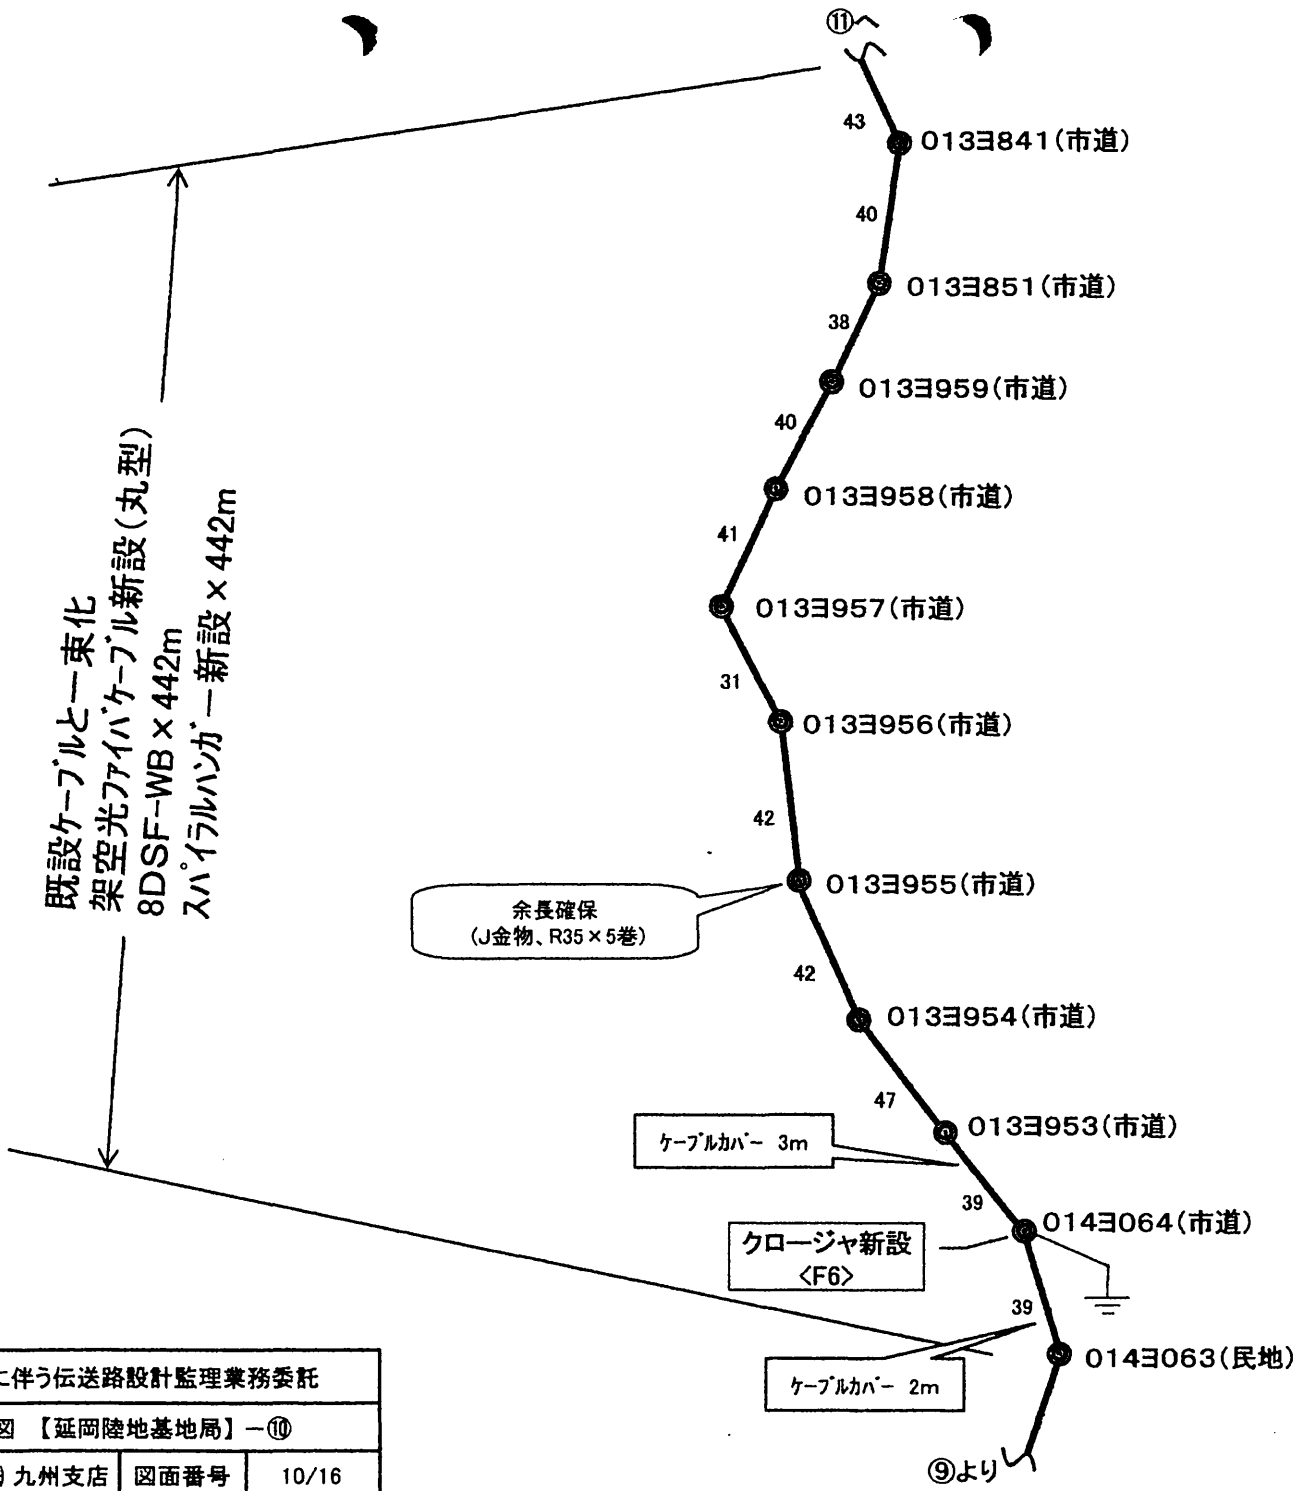 ⑪へ
43
013ヨ841(市道)
40
013ヨ851(市道)
38
013ヨ959(市道)
40
013ヨ958(市道)
41
013ヨ957(市道)
31
013ヨ956(市道)
42
013ヨ955(市道)
余長確保
(J金物、R35×5巻)
42
013ヨ954(市道)
47
013ヨ953(市道)
ケーブルカバー 3m
39
014ヨ064(市道)
クロージャ新設
<F6>
39
014ヨ063(民地)
ケーブルカバー 2m
⑨より
既設ケーブルと一束化
架空光ファイバケーブル新設(丸型)
8DSF-WB×442m
スパイラルハンガー新設×442m
に伴う伝送路設計監理業務委託
図 【延岡陸地基地局】-⑩
九州支店 図面番号 10/16